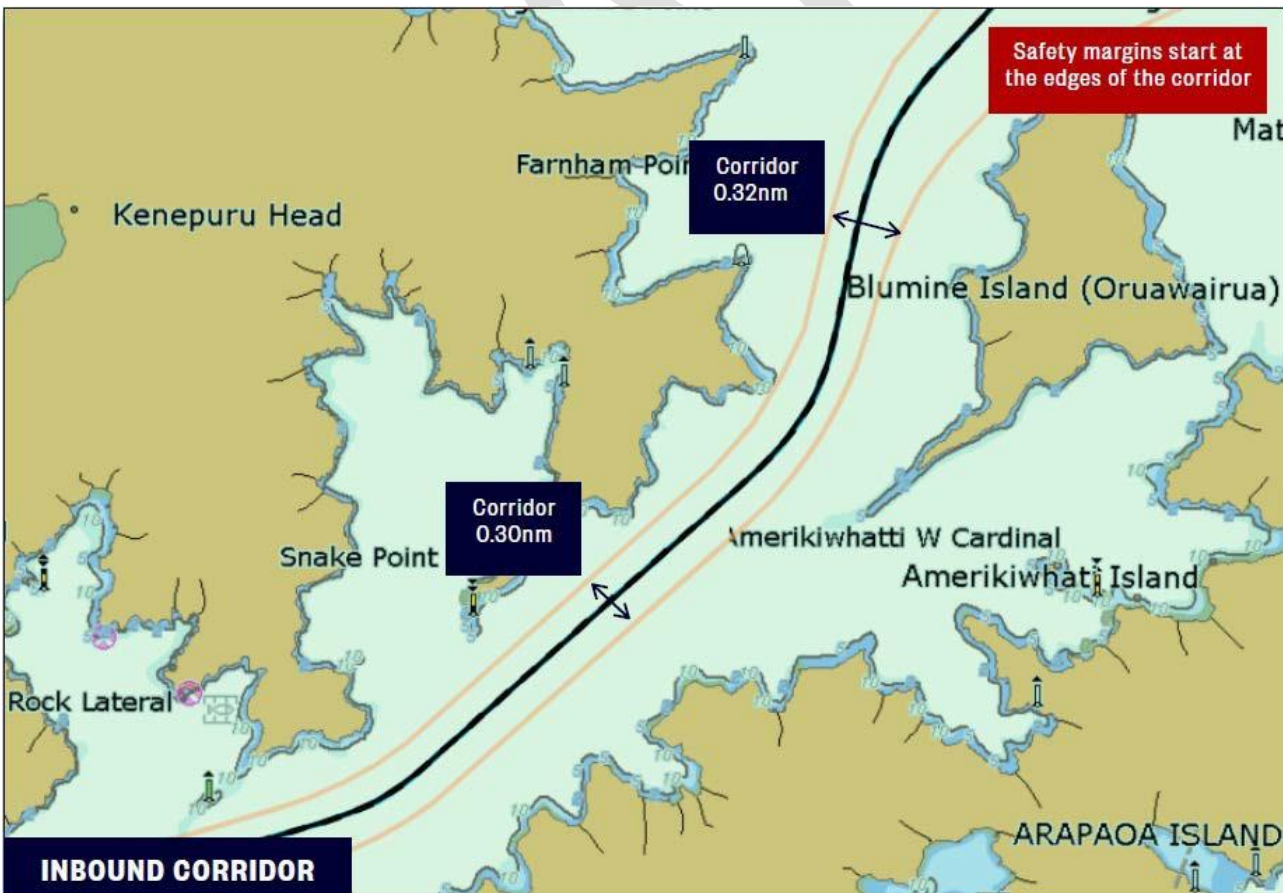 Safety margins start at
the edges of the corridor
Mat
Farnham Poin
Corridor
0.32nm
Kenepuru Head
Blumine Island (Oruawairua)
Corridor
0.30nm
Snake Point
Amerikiwhatti W Cardinal
Amerikiwhati Island
Rock Lateral
ARAPAOA ISLAND
INBOUND CORRIDOR